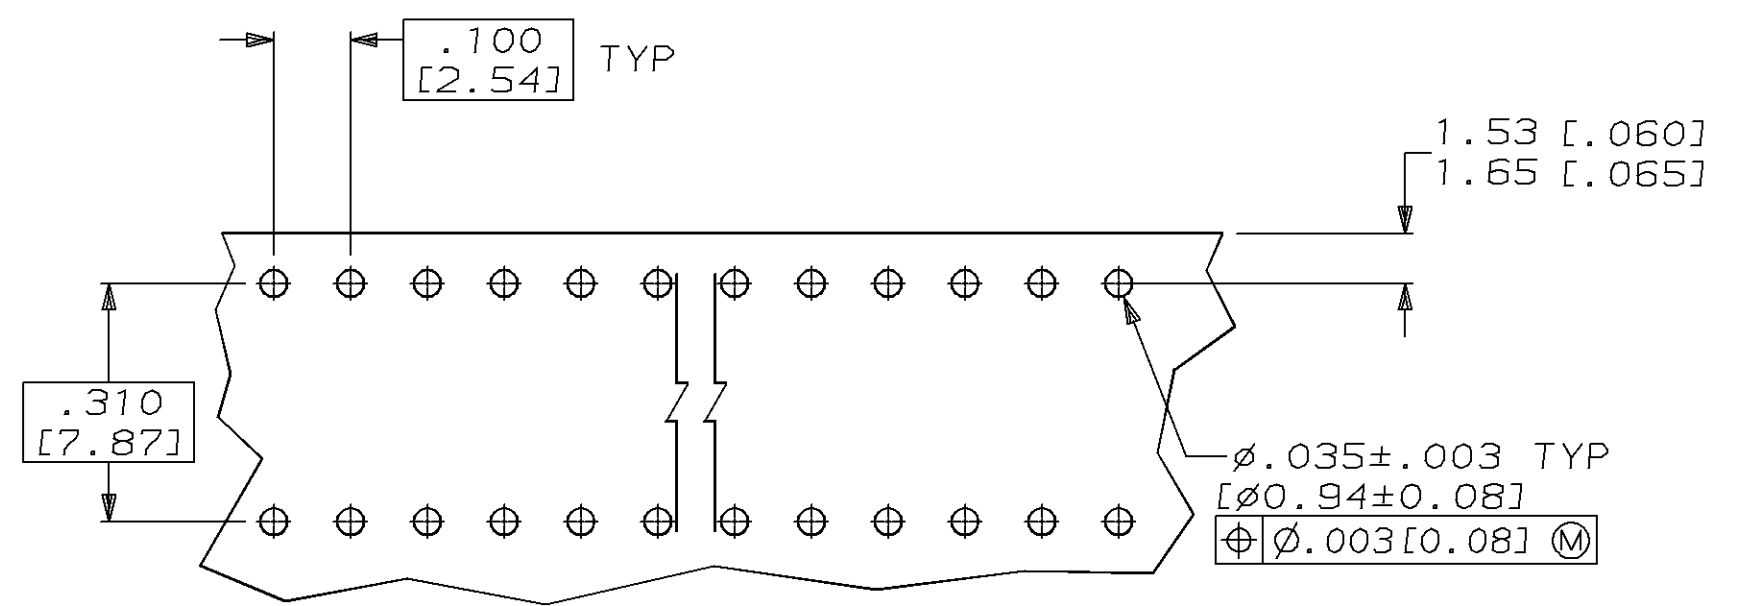 .100
[2.54]
TYP
1.53 [.060]
1.65 [.065]
.310
[7.87]
Ø.035±.003 TYP
[Ø0.94±0.08]
⌖ Ø.003[0.08] Ⓜ